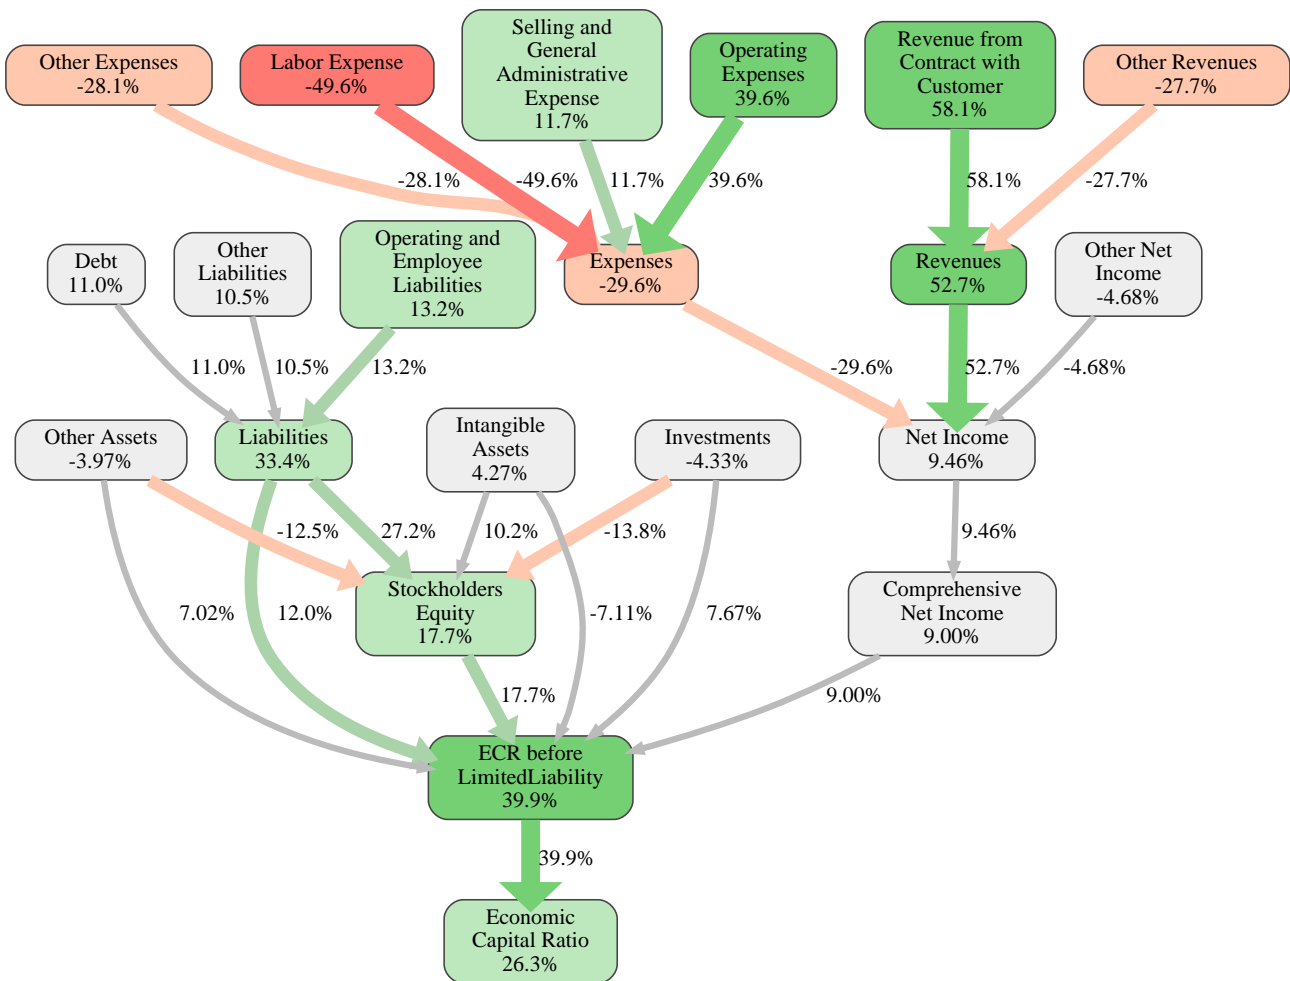 Other Expenses
-28.1%
Labor Expense
-49.6%
Selling and
General
Administrative
Expense
11.7%
Operating
Expenses
39.6%
Revenue from
Contract with
Customer
58.1%
Other Revenues
-27.7%
-28.1%
-49.6%
11.7%
39.6%
58.1%
-27.7%
Debt
11.0%
Other
Liabilities
10.5%
Operating and
Employee
Liabilities
13.2%
Expenses
-29.6%
Revenues
52.7%
Other Net
Income
-4.68%
11.0%
10.5%
13.2%
-29.6%
52.7%
-4.68%
Other Assets
-3.97%
Liabilities
33.4%
Intangible
Assets
4.27%
Investments
-4.33%
Net Income
9.46%
-12.5%
27.2%
10.2%
-13.8%
9.46%
Stockholders
Equity
17.7%
Comprehensive
Net Income
9.00%
7.02%
12.0%
-7.11%
7.67%
17.7%
9.00%
ECR before
LimitedLiability
39.9%
39.9%
Economic
Capital Ratio
26.3%